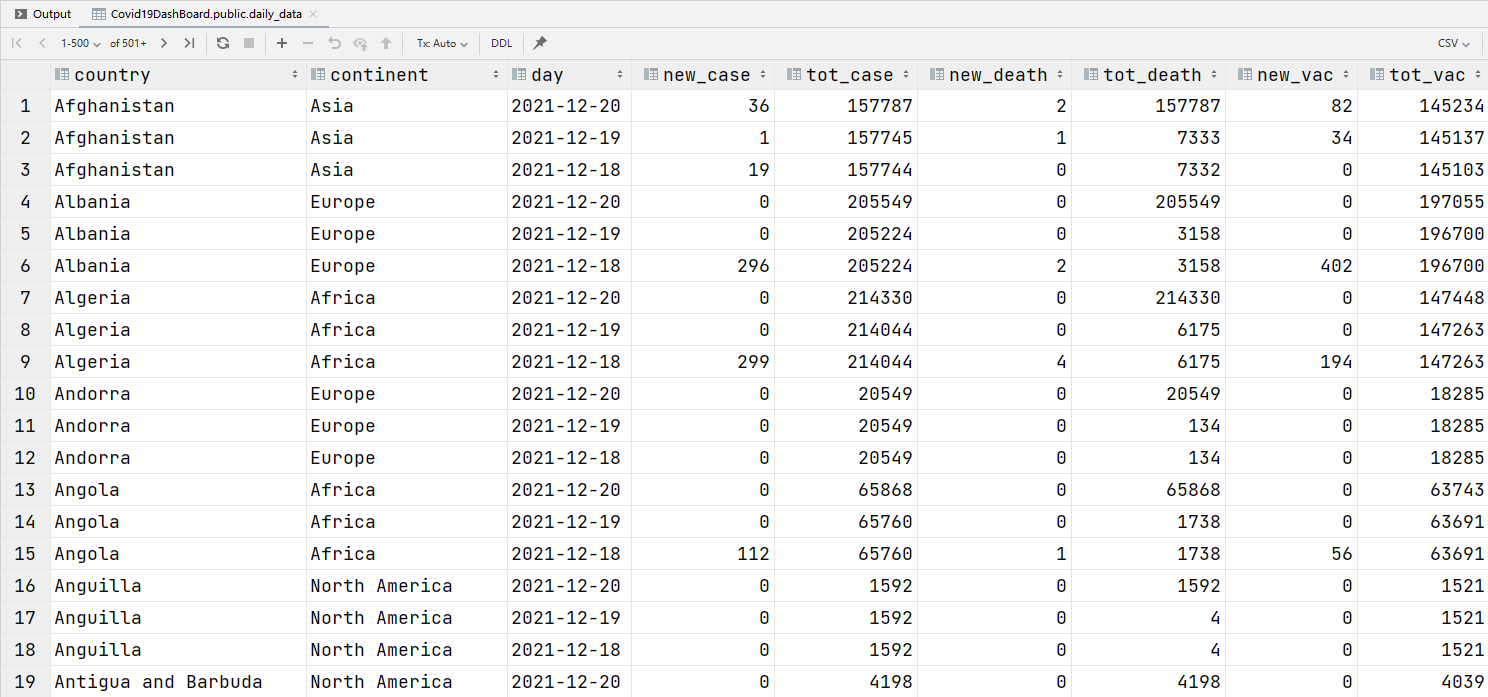 Output Covid19DashBoard.public.daily_data
1-500 of 501+ Tx: Auto DDL CSV
country continent day new_case tot_case new_death tot_death new_vac tot_vac
1 Afghanistan Asia 2021-12-20 36 157787 2 157787 82 145234
2 Afghanistan Asia 2021-12-19 1 157745 1 7333 34 145137
3 Afghanistan Asia 2021-12-18 19 157744 0 7332 0 145103
4 Albania Europe 2021-12-20 0 205549 0 205549 0 197055
5 Albania Europe 2021-12-19 0 205224 0 3158 0 196700
6 Albania Europe 2021-12-18 296 205224 2 3158 402 196700
7 Algeria Africa 2021-12-20 0 214330 0 214330 0 147448
8 Algeria Africa 2021-12-19 0 214044 0 6175 0 147263
9 Algeria Africa 2021-12-18 299 214044 4 6175 194 147263
10 Andorra Europe 2021-12-20 0 20549 0 20549 0 18285
11 Andorra Europe 2021-12-19 0 20549 0 134 0 18285
12 Andorra Europe 2021-12-18 0 20549 0 134 0 18285
13 Angola Africa 2021-12-20 0 65868 0 65868 0 63743
14 Angola Africa 2021-12-19 0 65760 0 1738 0 63691
15 Angola Africa 2021-12-18 112 65760 1 1738 56 63691
16 Anguilla North America 2021-12-20 0 1592 0 1592 0 1521
17 Anguilla North America 2021-12-19 0 1592 0 4 0 1521
18 Anguilla North America 2021-12-18 0 1592 0 4 0 1521
19 Antigua and Barbuda North America 2021-12-20 0 4198 0 4198 0 4039